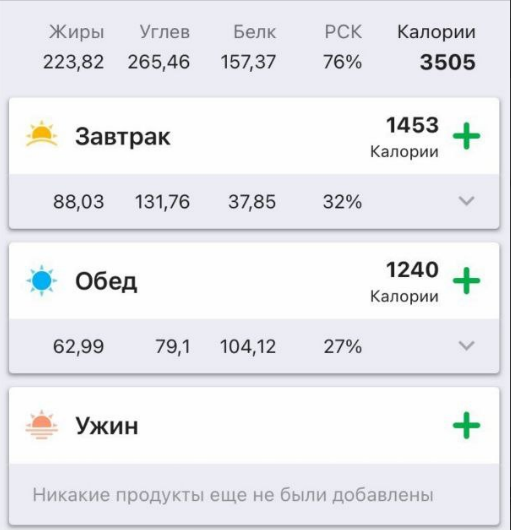 Жиры Углев Белк РСК Калории
223,82 265,46 157,37 76% 3505
Завтрак 1453
Калории
88,03 131,76 37,85 32%
Обед 1240
Калории
62,99 79,1 104,12 27%
Ужин
Никакие продукты еще не были добавлены